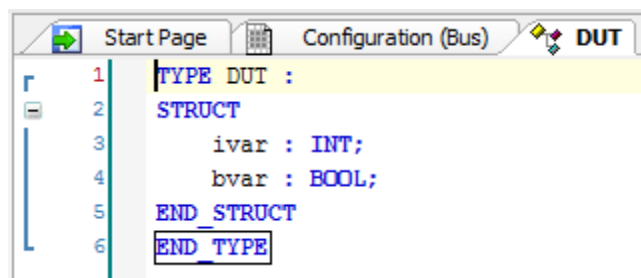 Start Page Configuration (Bus) DUT
1 TYPE DUT :
2 STRUCT
3 ivar : INT;
4 bvar : BOOL;
5 END_STRUCT
6 END_TYPE